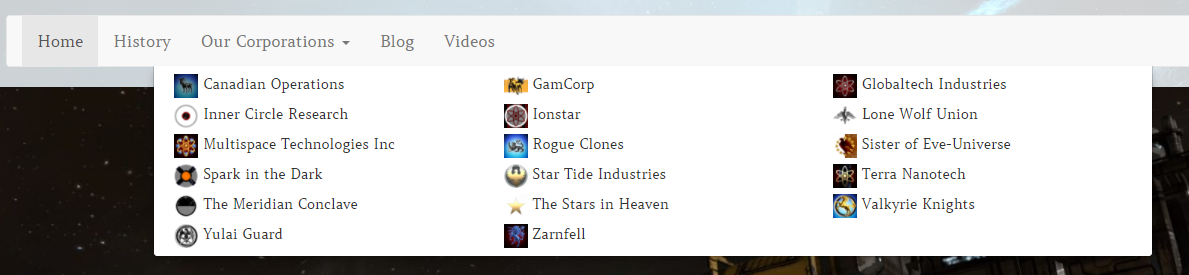 Home History Our Corporations Blog Videos
Canadian Operations GamCorp Globaltech Industries
Inner Circle Research Ionstar Lone Wolf Union
Multispace Technologies Inc Rogue Clones Sister of Eve-Universe
Spark in the Dark Star Tide Industries Terra Nanotech
The Meridian Conclave The Stars in Heaven Valkyrie Knights
Yulai Guard Zarnfell